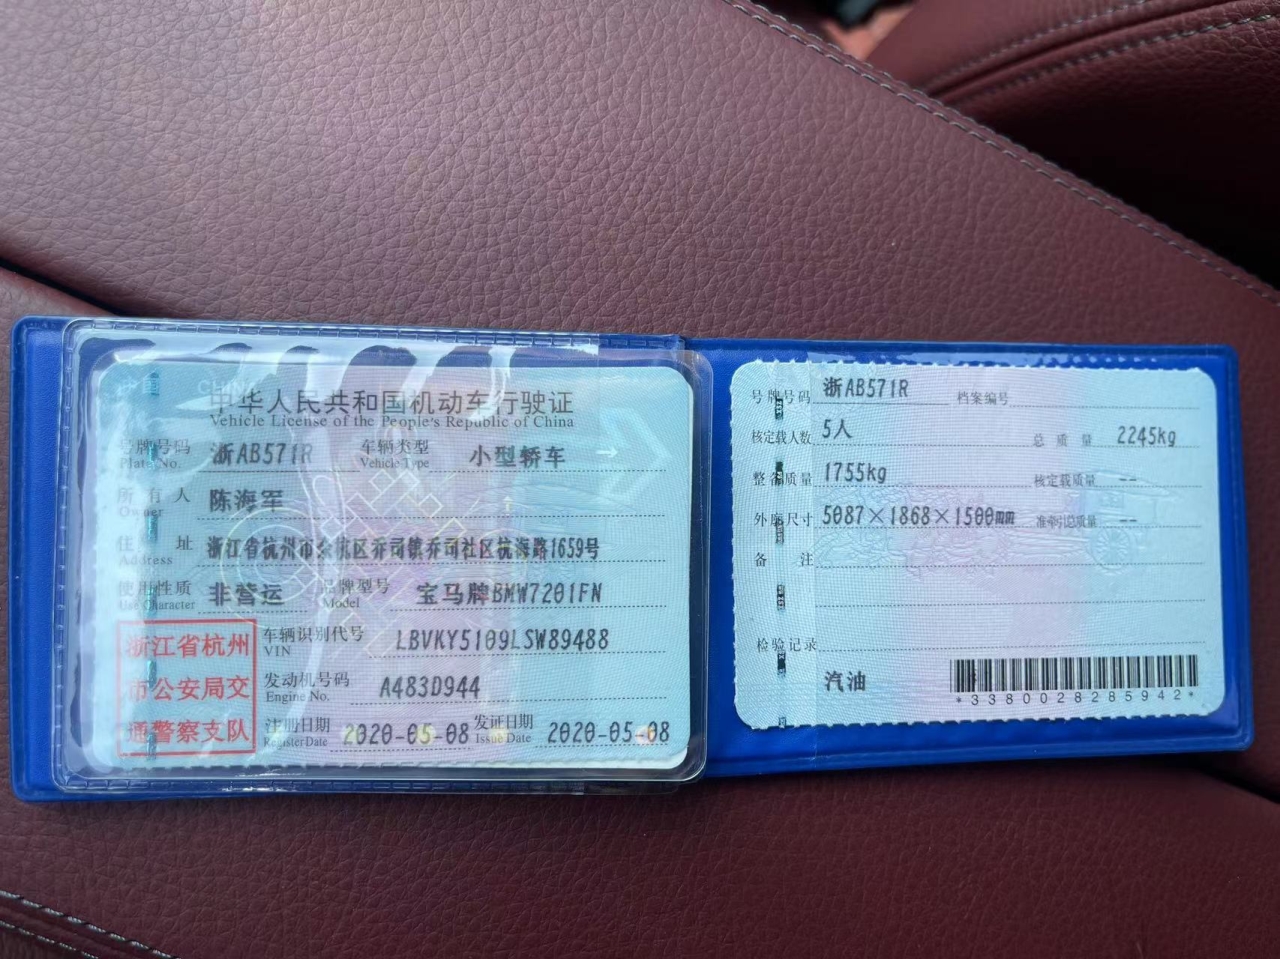 中国 CHINA
中华人民共和国机动车行驶证
Vehicle License of the People's Republic of China
号牌号码 浙AB571R 车辆类型 小型轿车
Plate No. Vehicle Type
所有人 陈海军
Owner
住址 浙江省杭州市余杭区乔司镇乔司社区杭海路1659号
Address
使用性质 非营运 品牌型号 宝马牌BMW7201FN
Use Character Model
浙江省杭州
市公安局交
通警察支队
车辆识别代号 LBVKY5109LSW89488
VIN
发动机号码 A483D944
Engine No.
注册日期 2020-05-08 发证日期 2020-05-08
Register Date Issue Date
号牌号码 浙AB571R 档案编号
核定载人数 5人 总质量 2245kg
整备质量 1755kg 核定载质量 --
外廓尺寸 5087×1868×1500mm 准牵引总质量 --
备注
检验记录
汽油
*3380028285942*